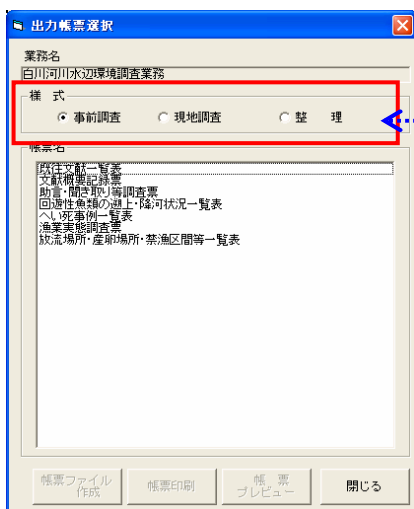 出力帳票選択
業務名
白川河川水辺環境調査業務
様 式
事前調査 現地調査 整 理
帳票名
既往文献一覧表
文献概要記録票
助言・聞き取り等調査票
回遊性魚類の遡上・降河状況一覧表
へい死事例一覧表
漁業実態調査票
放流場所・産卵場所・禁漁区間等一覧表
帳票ファイル
作成
帳票印刷
帳 票
プレビュー
閉じる